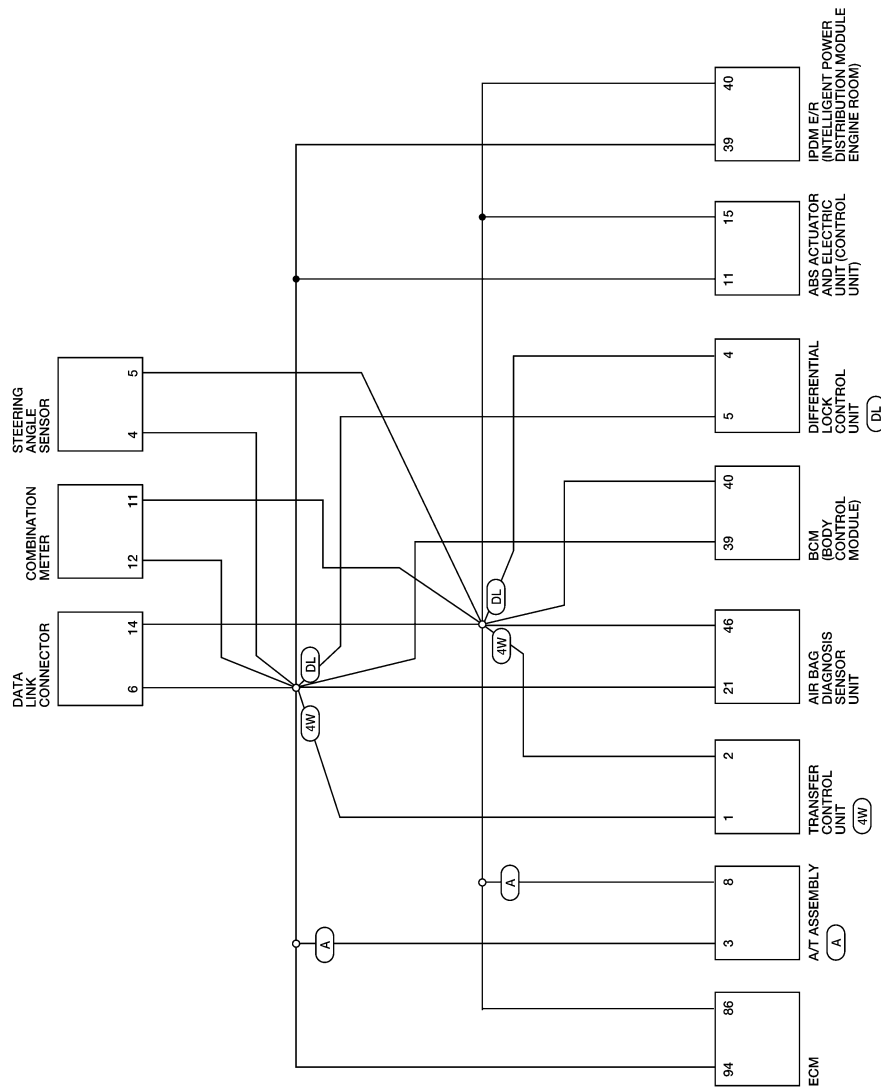 DATA
LINK
CONNECTOR
6
14
COMBINATION
METER
12
11
STEERING
ANGLE
SENSOR
4
5
4W
DL
4W
DL
A
A
94
86
ECM
3
8
A/T ASSEMBLY
A
1
2
TRANSFER
CONTROL
UNIT
4W
21
46
AIR BAG
DIAGNOSIS
SENSOR
UNIT
39
40
BCM
(BODY
CONTROL
MODULE)
5
4
DIFFERENTIAL
LOCK
CONTROL
UNIT
DL
11
15
ABS ACTUATOR
AND ELECTRIC
UNIT (CONTROL
UNIT)
39
40
IPDM E/R
(INTELLIGENT POWER
DISTRIBUTION MODULE
ENGINE ROOM)